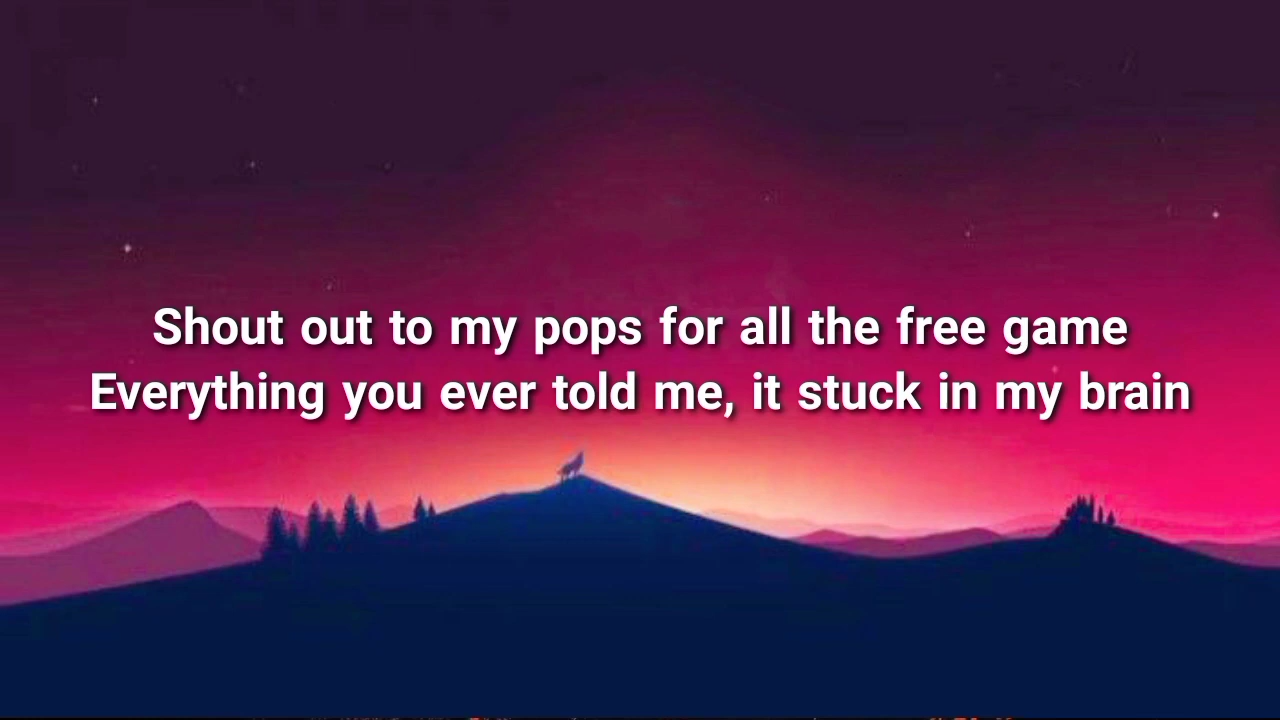 Shout out to my pops for all the free game
Everything you ever told me, it stuck in my brain